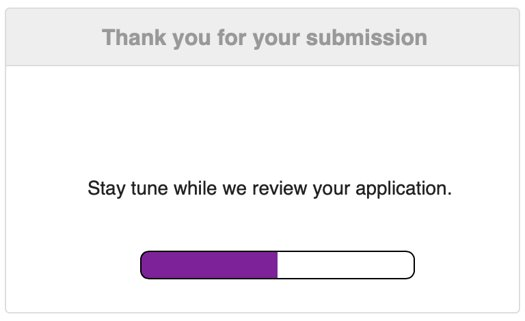 Thank you for your submission
Stay tune while we review your application.